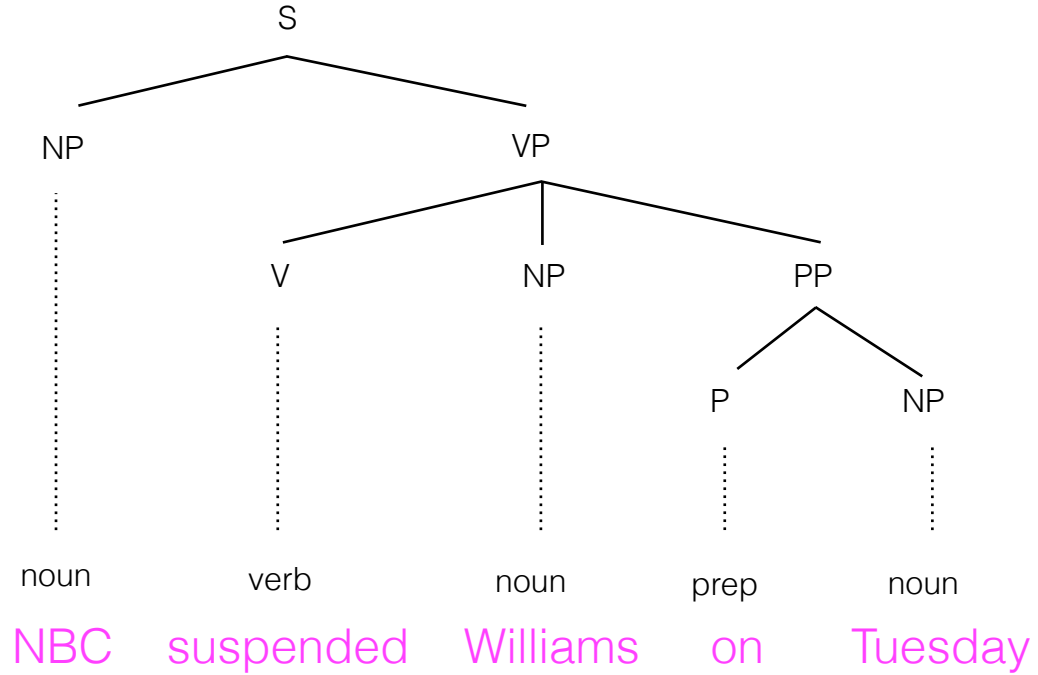 S
NP VP
V NP PP
P NP
noun verb noun prep noun
NBC suspended Williams on Tuesday